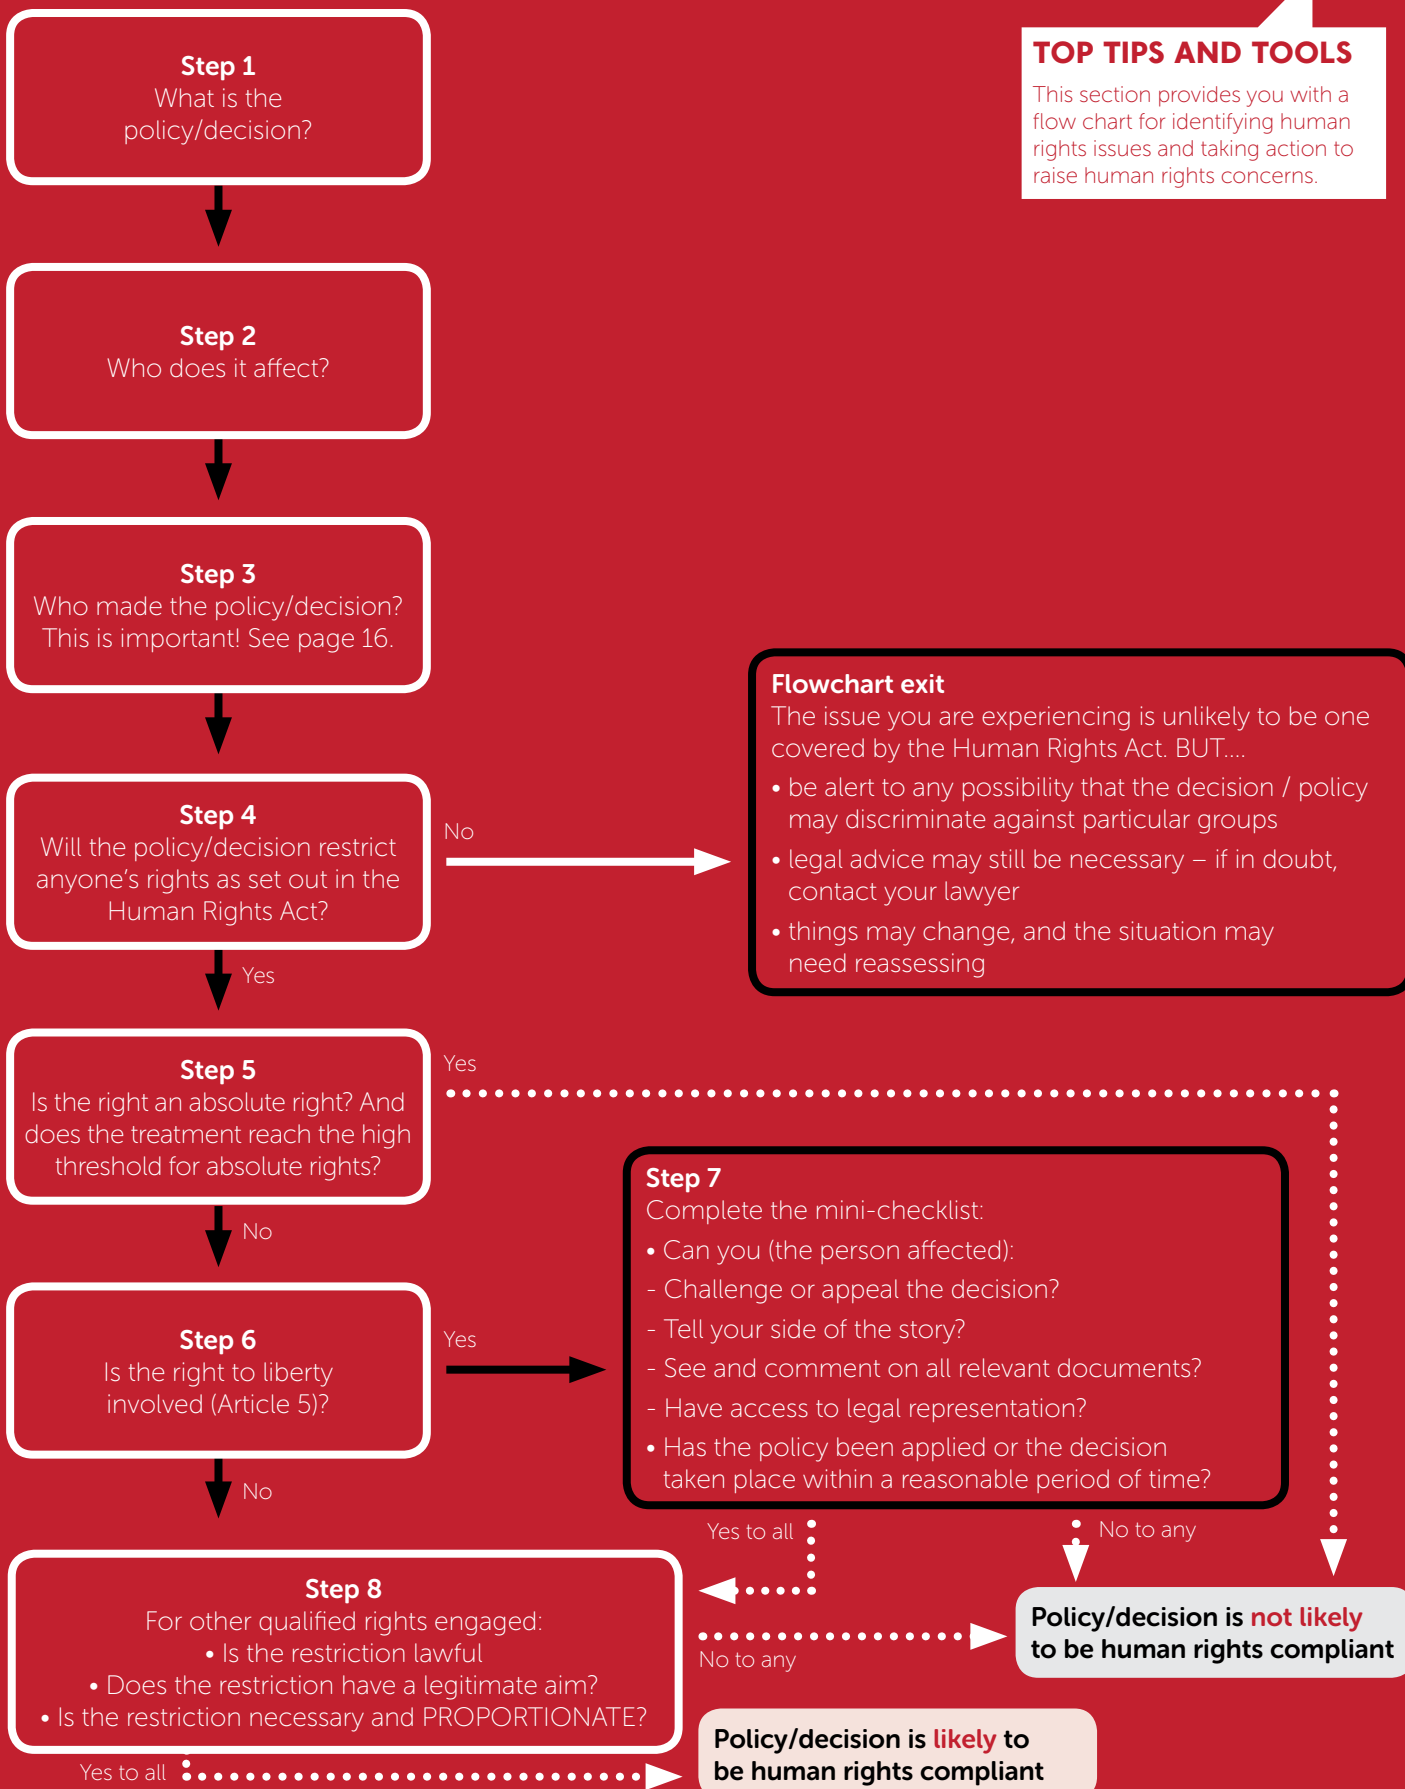 TOP TIPS AND TOOLS
This section provides you with a
flow chart for identifying human
rights issues and taking action to
raise human rights concerns.
Step 1
What is the
policy/decision?
Step 2
Who does it affect?
Step 3
Who made the policy/decision?
This is important! See page 16.
Step 4
Will the policy/decision restrict
anyone’s rights as set out in the
Human Rights Act?
No
Yes
Flowchart exit
The issue you are experiencing is unlikely to be one
covered by the Human Rights Act. BUT....
• be alert to any possibility that the decision / policy
may discriminate against particular groups
• legal advice may still be necessary – if in doubt,
contact your lawyer
• things may change, and the situation may
need reassessing
Step 5
Is the right an absolute right? And
does the treatment reach the high
threshold for absolute rights?
Yes
No
Step 6
Is the right to liberty
involved (Article 5)?
Yes
No
Step 7
Complete the mini-checklist:
• Can you (the person affected):
- Challenge or appeal the decision?
- Tell your side of the story?
- See and comment on all relevant documents?
- Have access to legal representation?
• Has the policy been applied or the decision
taken place within a reasonable period of time?
Yes to all
No to any
Step 8
For other qualified rights engaged:
• Is the restriction lawful
• Does the restriction have a legitimate aim?
• Is the restriction necessary and PROPORTIONATE?
No to any
Yes to all
Policy/decision is not likely
to be human rights compliant
Policy/decision is likely to
be human rights compliant